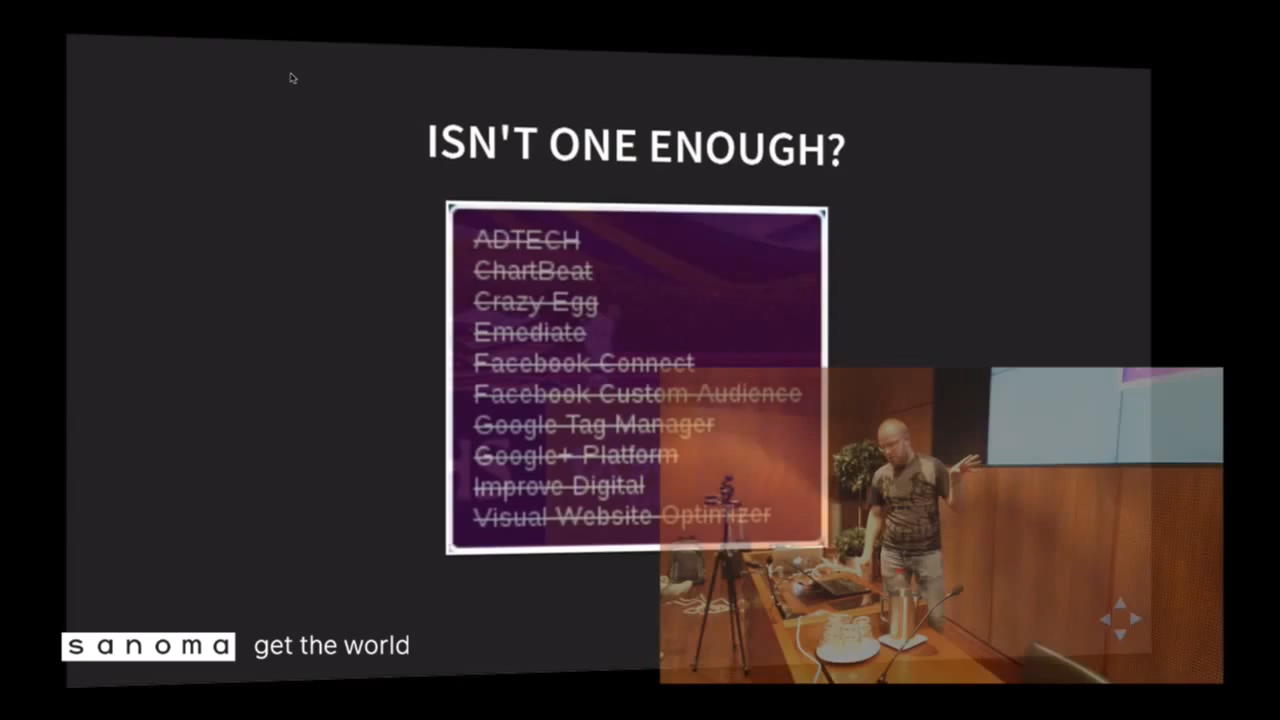 ISN'T ONE ENOUGH?
ADTECH
ChartBeat
Crazy Egg
Emediate
Facebook Connect
Facebook Custom Audience
Google Tag Manager
Google+ Platform
Improve Digital
Visual Website Optimizer
sanoma get the world